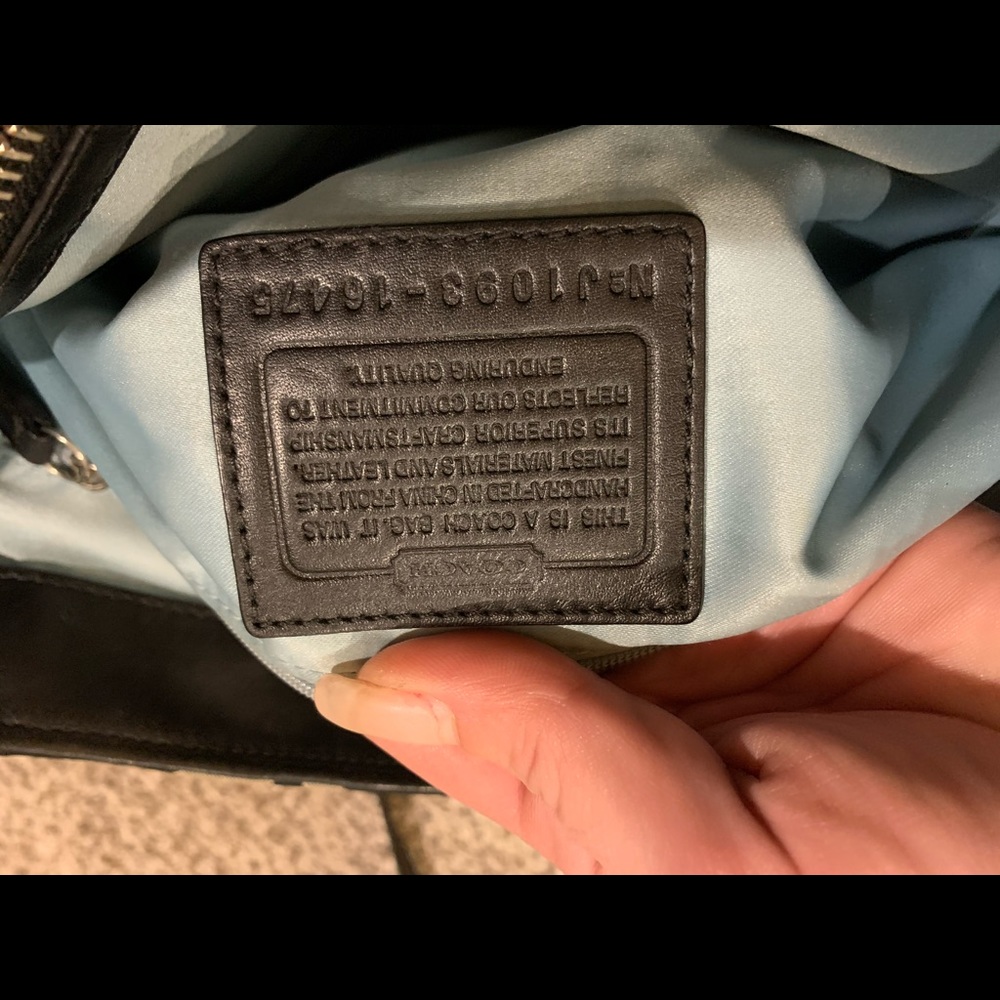 COACH
THIS IS A COACH BAG. IT WAS
HANDCRAFTED IN CHINA FROM THE
FINEST MATERIALS AND LEATHER.
ITS SUPERIOR CRAFTSMANSHIP
REFLECTS OUR COMMITMENT TO
ENDURING QUALITY.
Nº J1093-16475